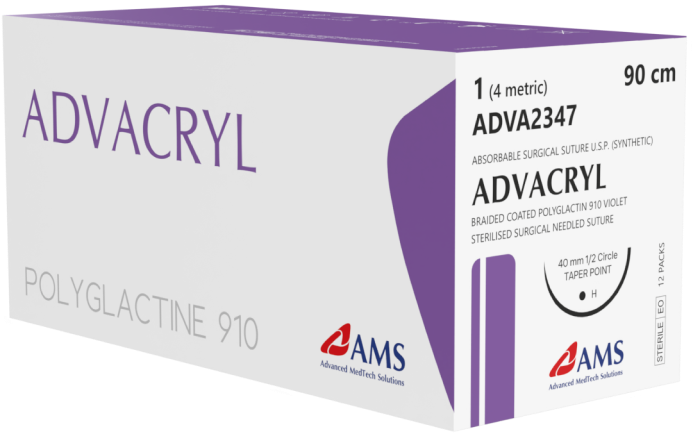 ADVACRYL
POLYGLACTINE 910
AMS
Advanced MedTech Solutions
1 (4 metric) 90 cm
ADVA2347
ABSORBABLE SURGICAL SUTURE U.S.P. (SYNTHETIC)
ADVACRYL
BRAIDED COATED POLYGLACTIN 910 VIOLET
STERILISED SURGICAL NEEDLED SUTURE
40 mm 1/2 Circle
TAPER POINT
H
STERILE EO 12 PACKS
AMS
Advanced MedTech Solutions